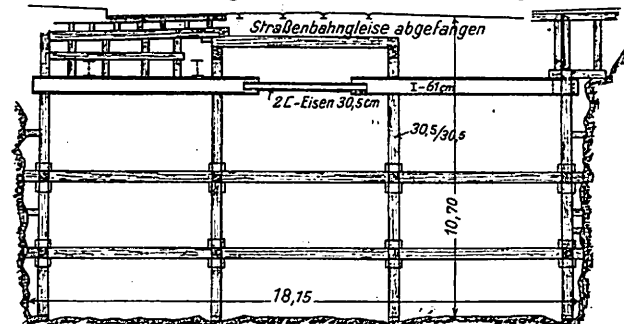 Straßenbahngleise abgefangen
I-61cm
2 C-Eisen 30,5cm
30,5/30,5
10,70
18,15